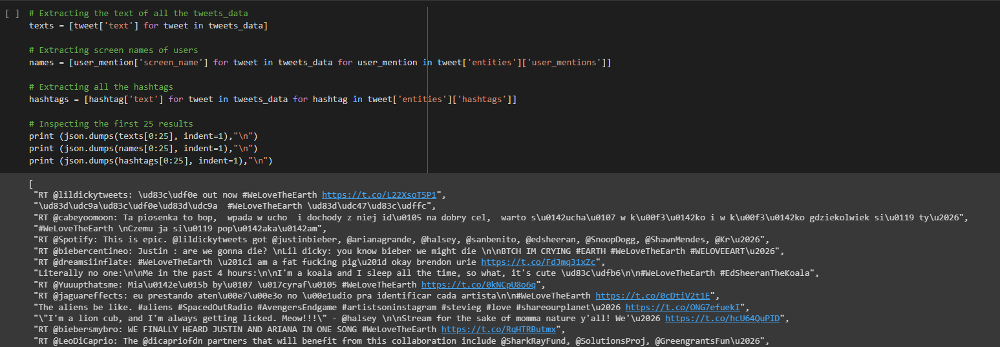 [ ] # Extracting the text of all the tweets_data
texts = [tweet['text'] for tweet in tweets_data]
# Extracting screen names of users
names = [user_mention['screen_name'] for tweet in tweets_data for user_mention in tweet['entities']['user_mentions']]
# Extracting all the hashtags
hashtags = [hashtag['text'] for tweet in tweets_data for hashtag in tweet['entities']['hashtags']]
# Inspecting the first 25 results
print (json.dumps(texts[0:25], indent=1),"\n")
print (json.dumps(names[0:25], indent=1),"\n")
print (json.dumps(hashtags[0:25], indent=1),"\n")
[
"RT @lildickytweets: \ud83c\udf0e out now #WeLoveTheEarth https://t.co/L22XsoT5P1",
"\ud83d\udc9a\ud83c\udf0e\ud83d\udc9a  #WeLoveTheEarth \ud83d\udc47\ud83c\udffc",
"RT @cabeyoomoon: Ta piosenka to bop,  wpada w ucho  i dochody z niej id\u0105 na dobry cel,  warto s\u0142ucha\u0107 w k\u00f3\u0142ko i w k\u00f3\u0142ko gdziekolwiek si\u0119 ty\u2026",
"#WeLoveTheEarth \nCzemu ja si\u0119 pop\u0142aka\u0142am",
"RT @Spotify: This is epic. @lildickytweets got @justinbieber, @arianagrande, @halsey, @sanbenito, @edsheeran, @SnoopDogg, @ShawnMendes, @Kr\u2026",
"RT @biebercentineo: Justin : are we gonna die? \nLil dicky: you know bieber we might die \n\nBTCH IM CRYING #EARTH #WeLoveTheEarth #WELOVEEART\u2026",
"RT @dreamsiinflate: #WeLoveTheEarth \u201ci am a fat fucking pig\u201d okay brendon urie https://t.co/FdJmq31xZc",
"Literally no one:\n\nMe in the past 4 hours:\n\nI'm a koala and I sleep all the time, so what, it's cute \ud83c\udfb6\n\n#WeLoveTheEarth #EdSheeranTheKoala",
"RT @Yuuupthatsme: Mia\u0142e\u015b by\u0107 \u017cyraf\u0105 #WeLoveTheEarth https://t.co/0kNCpU8o6q",
"RT @jaguareffects: eu prestando aten\u00e7\u00e3o no \u00e1udio pra identificar cada artista\n\n#WeLoveTheEarth https://t.co/0cDtiV2t1E",
"The aliens be like. #aliens #SpacedOutRadio #AvengersEndgame #artistsoninstagram #stevieg #love #shareourplanet\u2026 https://t.co/ONG7efuekI",
"\"I'm a lion cub, and I'm always getting licked. Meow!!!\" - @halsey \n\nStream for the sake of momma nature y'all! We'\u2026 https://t.co/hcU64QuPID",
"RT @biebersmybro: WE FINALLY HEARD JUSTIN AND ARIANA IN ONE SONG #WeLoveTheEarth https://t.co/RqHTRButmx",
"RT @LeoDiCaprio: The @dicapriofdn partners that will benefit from this collaboration include @SharkRayFund, @SolutionsProj, @GreengrantsFun\u2026",